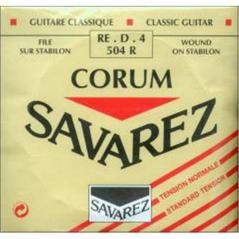 GUITARE CLASSIQUE
CLASSIC GUITAR
FILE
SUR STABILON
RE . D . 4
504 R
WOUND
ON STABILON
CORUM
SAVAREZ
TENSION NORMALE
STANDARD TENSION
SAVAREZ